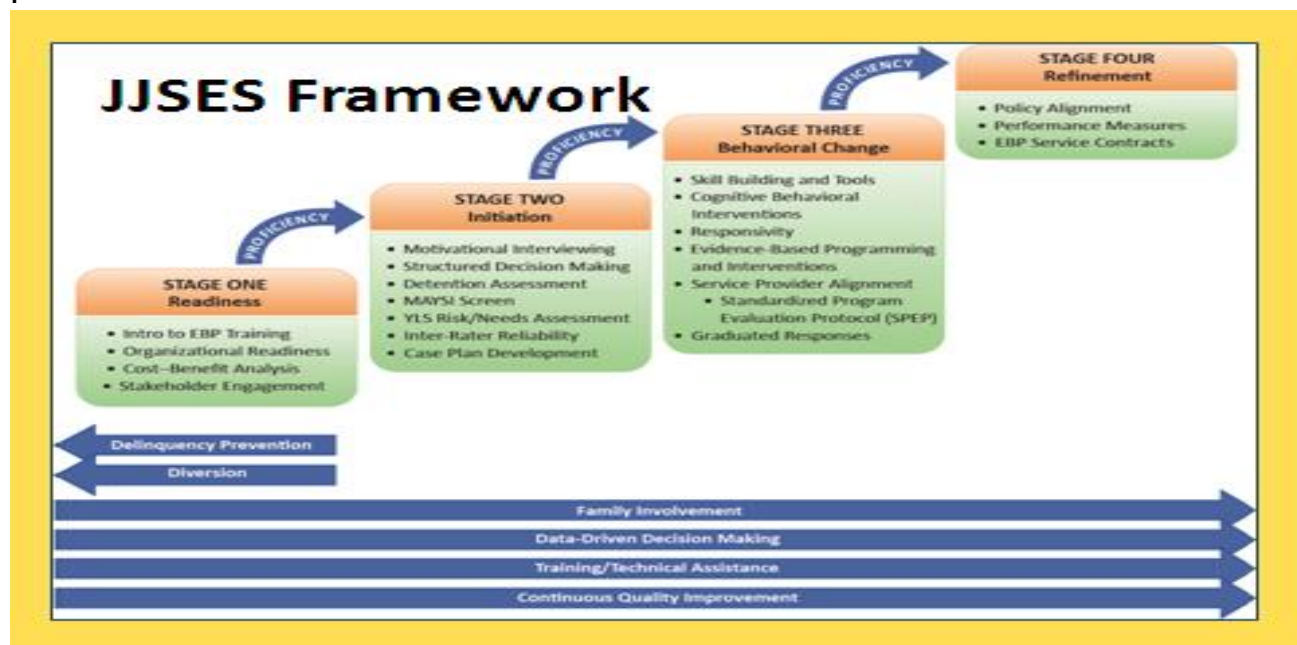 JJSES Framework
STAGE ONE
Readiness
• Intro to EBP Training
• Organizational Readiness
• Cost–Benefit Analysis
• Stakeholder Engagement
PROFICIENCY
STAGE TWO
Initiation
• Motivational Interviewing
• Structured Decision Making
• Detention Assessment
• MAYSI Screen
• YLS Risk/Needs Assessment
• Inter-Rater Reliability
• Case Plan Development
PROFICIENCY
STAGE THREE
Behavioral Change
• Skill Building and Tools
• Cognitive Behavioral
Interventions
• Responsivity
• Evidence-Based Programming
and Interventions
• Service Provider Alignment
• Standardized Program
Evaluation Protocol (SPEP)
• Graduated Responses
PROFICIENCY
STAGE FOUR
Refinement
• Policy Alignment
• Performance Measures
• EBP Service Contracts
Delinquency Prevention
Diversion
Family Involvement
Data-Driven Decision Making
Training/Technical Assistance
Continuous Quality Improvement